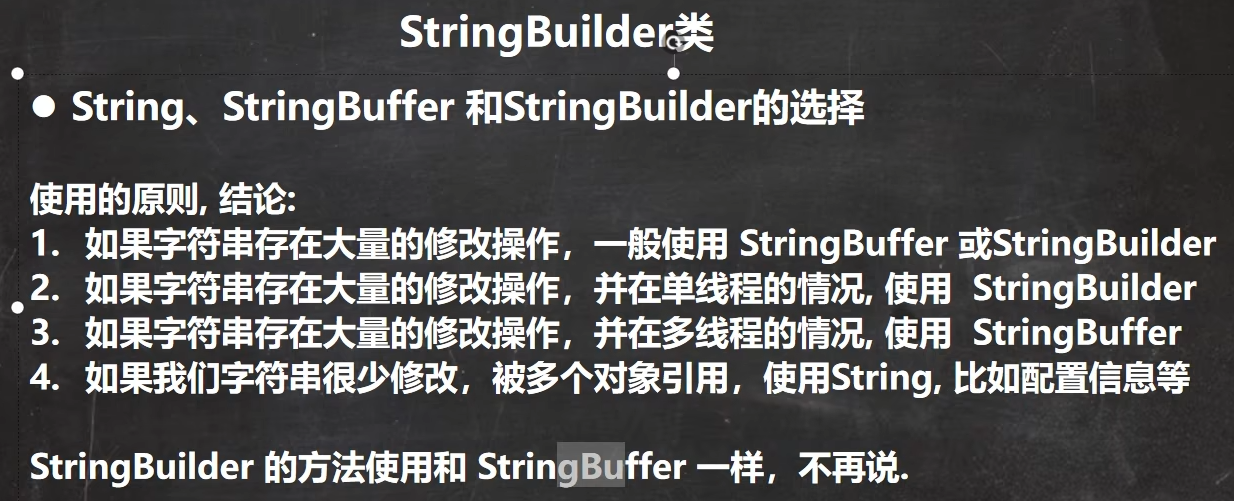 StringBuilder类
● String、StringBuffer 和StringBuilder的选择
使用的原则, 结论:
1. 如果字符串存在大量的修改操作，一般使用 StringBuffer 或StringBuilder
2. 如果字符串存在大量的修改操作，并在单线程的情况, 使用 StringBuilder
3. 如果字符串存在大量的修改操作，并在多线程的情况, 使用 StringBuffer
4. 如果我们字符串很少修改，被多个对象引用，使用String, 比如配置信息等
StringBuilder 的方法使用和 StringBuffer 一样，不再说.